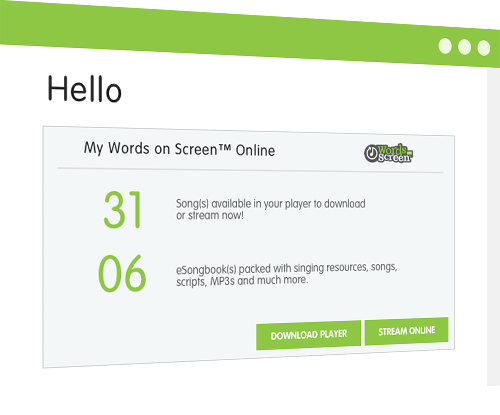 Hello
My Words on Screen™ Online
Words on
Screen
31
Song(s) available in your player to download
or stream now!
06
eSongbook(s) packed with singing resources, songs,
scripts, MP3s and much more.
DOWNLOAD PLAYER
STREAM ONLINE